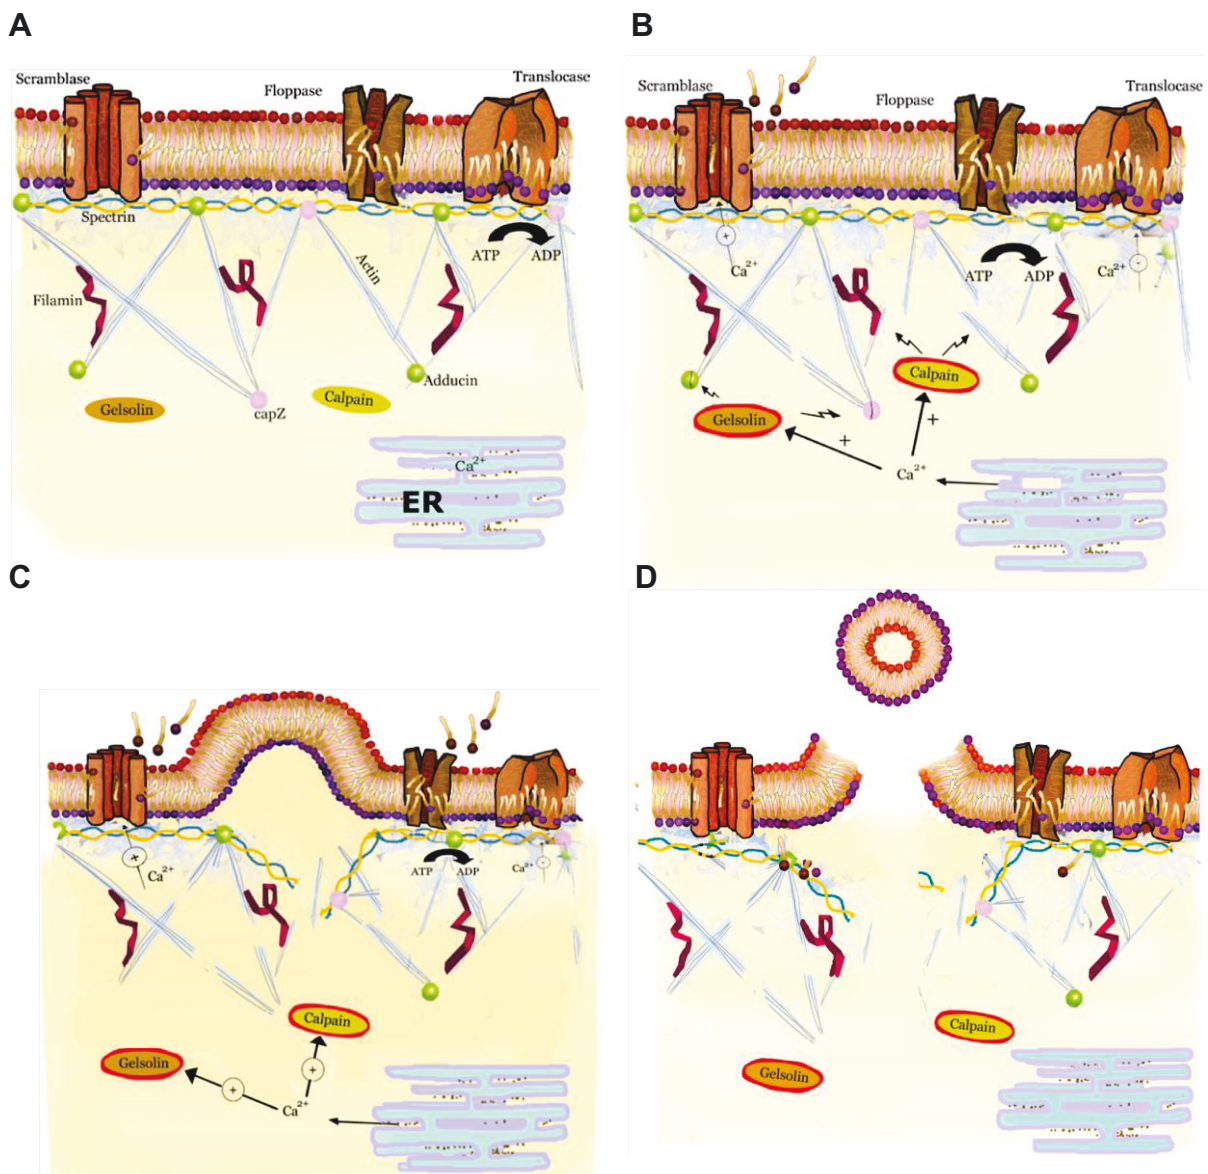 A
Scramblase
Floppase
Translocase
Spectrin
ATP
ADP
Actin
Filamin
Adducin
Calpain
Gelsolin
capZ
Ca2+
ER
B
Scramblase
Floppase
Translocase
+
Ca2+
ATP
ADP
Ca2+
-
Calpain
Gelsolin
+
+
Ca2+
C
+
Ca2+
ATP
ADP
Ca2+
-
Calpain
Gelsolin
+
+
Ca2+
D
Calpain
Gelsolin